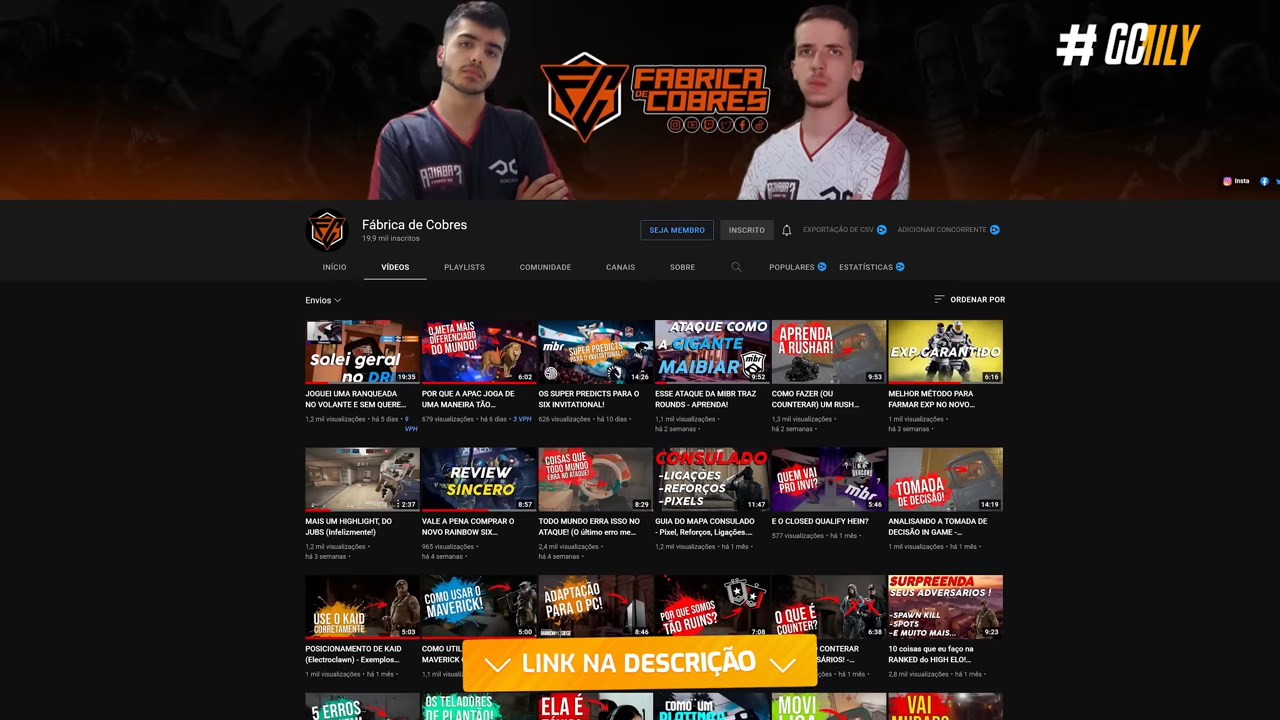 # GO1LY
FABRICA
DE COBRES
Insta
Fábrica de Cobres
19,9 mil inscritos
SEJA MEMBRO
INSCRITO
EXPORTAÇÃO DE CSV
ADICIONAR CONCORRENTE
INÍCIO
VÍDEOS
PLAYLISTS
COMUNIDADE
CANAIS
SOBRE
POPULARES
ESTATÍSTICAS
Envios
ORDENAR POR
Solei geral
no DRI
19:35
O META MAIS
DIFERENCIADO
DO MUNDO!
6:02
mibr
SUPER PREDICTS
PARA O INVITATIONAL!
14:26
ATAQUE COMO
A GIGANTE
MAIBIAR
mibr
9:52
APRENDA
A RUSHAR!
9:53
EXP GARANTIDO
6:16
JOGUEI UMA RANQUEADA
NO VOLANTE E SEM QUERE...
1,2 mil visualizações • há 5 dias • 9
VPH
POR QUE A APAC JOGA DE
UMA MANEIRA TÃO...
679 visualizações • há 6 dias • 3 VPH
OS SUPER PREDICTS PARA O
SIX INVITATIONAL!
626 visualizações • há 10 dias •
ESSE ATAQUE DA MIBR TRAZ
ROUNDS - APRENDA!
1,1 mil visualizações •
há 2 semanas •
COMO FAZER (OU
COUNTERAR) UM RUSH...
1,3 mil visualizações •
há 2 semanas •
MELHOR MÉTODO PARA
FARMAR EXP NO NOVO...
1 mil visualizações •
há 3 semanas •
2:37
REVIEW
SINCERO
8:57
COISAS QUE
TODO MUNDO
ERRA NO ATAQUE!
8:29
CONSULADO
-LIGAÇÕES
-REFORÇOS
-PIXELS
11:47
QUEM VAI
PRO INVI?
DRAGONS
mibr
5:46
TOMADA
DE DECISÃO!
14:19
MAIS UM HIGHLIGHT, DO
JUBS (Infelizmente!)
1,2 mil visualizações •
há 3 semanas •
VALE A PENA COMPRAR O
NOVO RAINBOW SIX...
965 visualizações •
há 4 semanas •
TODO MUNDO ERRA ISSO NO
ATAQUE! (O último erro me...
2,4 mil visualizações •
há 4 semanas •
GUIA DO MAPA CONSULADO
- Pixel, Reforços, Ligações....
1,2 mil visualizações • há 1 mês •
E O CLOSED QUALIFY HEIN?
577 visualizações • há 1 mês •
ANALISANDO A TOMADA DE
DECISÃO IN GAME -...
1 mil visualizações • há 1 mês •
USE O KAID
CORRETAMENTE
5:03
COMO USAR O
MAVERICK!
5:00
ADAPTAÇÃO
PARA O PC!
8:46
POR QUE SOMOS
TÃO RUINS?
7:08
O QUE É
COUNTER?
6:38
SURPREENDA
SEUS ADVERSÁRIOS !
-SPAWN KILL
-SPOTS
-E MUITO MAIS...
9:23
POSICIONAMENTO DE KAID
(Electroclawn) - Exemplos...
1 mil visualizações • há 1 mês •
COMO UTIL
MAVERICK
1,1 mil
CONTERAR
SÁRIOS! -...
há 1 mês •
10 coisas que eu faço na
RANKED do HIGH ELO!...
2,8 mil visualizações • há 1 mês •
LINK NA DESCRIÇÃO
5 ERROS
OS TELADORES
DE PLANTÃO!
ELA É
COMO UM
PLATINUM
MOVI
VAI